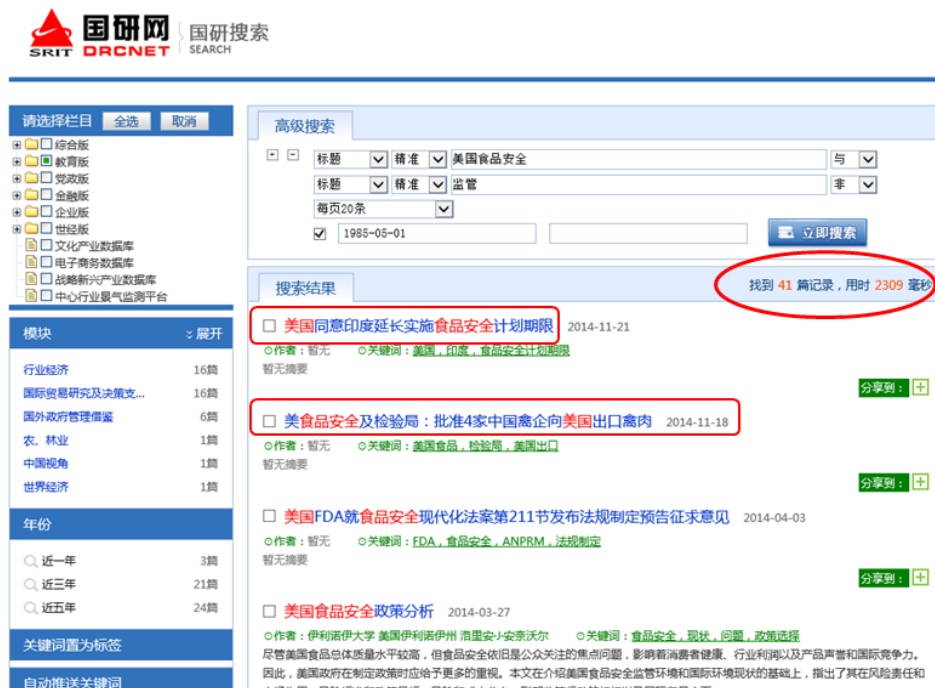 SRIT 国研网 DRCNET 国研搜索 SEARCH
请选择栏目 全选 取消
综合版
教育版
党政版
金融版
企业版
世经版
文化产业数据库
电子商务数据库
战略新兴产业数据库
中心行业景气监测平台
模块 展开
行业经济 16篇
国际贸易研究及决策支... 16篇
国外政府管理借鉴 6篇
农、林业 1篇
中国视角 1篇
世界经济 1篇
年份
近一年 3篇
近三年 21篇
近五年 24篇
关键词置为标签
自动推送关键词
高级搜索
标题 精准 美国食品安全 与
标题 精准 监管 非
每页20条
1985-05-01 立即搜索
搜索结果 找到 41 篇记录，用时 2309 毫秒
美国同意印度延长实施食品安全计划期限 2014-11-21
作者：暂无 关键词：美国，印度，食品安全计划期限
暂无摘要
分享到：
美食品安全及检验局：批准4家中国禽企向美国出口禽肉 2014-11-18
作者：暂无 关键词：美国食品，检验局，美国出口
暂无摘要
分享到：
美国FDA就食品安全现代化法案第211节发布法规制定预告征求意见 2014-04-03
作者：暂无 关键词：FDA，食品安全，ANPRM，法规制定
暂无摘要
分享到：
美国食品安全政策分析 2014-03-27
作者：伊利诺伊大学 美国伊利诺伊州 浩里安J·安奈沃尔 关键词：食品安全，现状，问题，政策选择
尽管美国食品总体质量水平较高，但食品安全依旧是公众关注的焦点问题，影响着消费者健康、行业利润以及产品声誉和国际竞争力。
因此，美国政府在制定政策时应给予更多的重视。本文在介绍美国食品安全监管环境和国际环境现状的基础上，指出了其在风险责任和